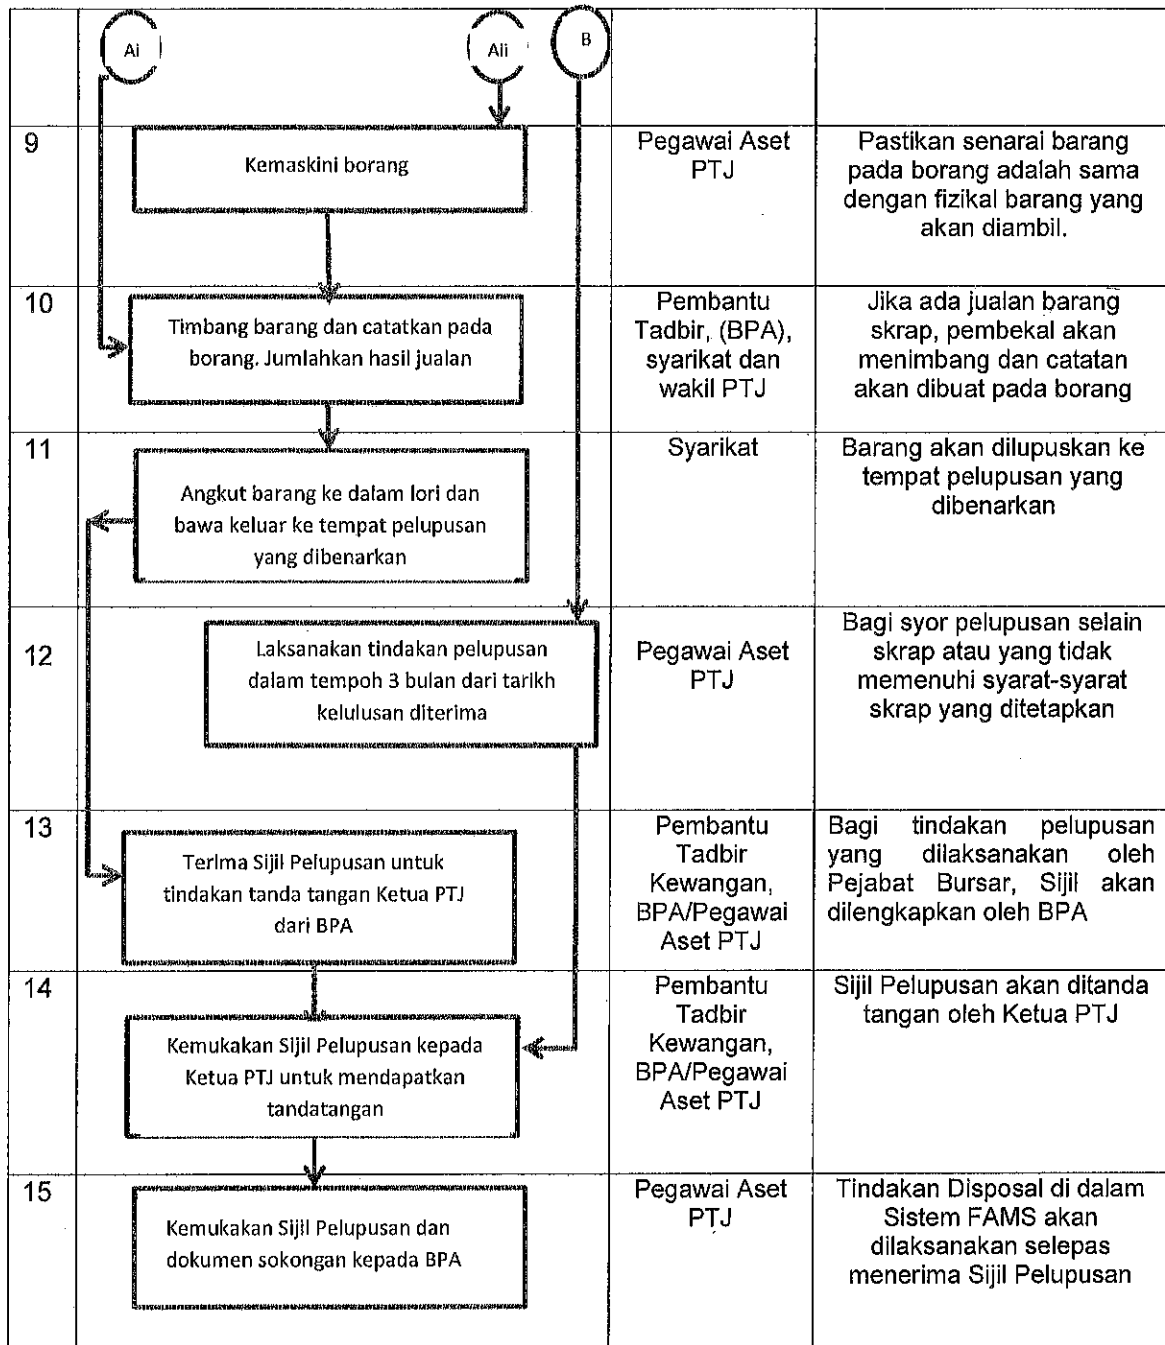 Ai
Aii
B
9
Kemaskini borang
Pegawai Aset
PTJ
Pastikan senarai barang
pada borang adalah sama
dengan fizikal barang yang
akan diambil.
10
Timbang barang dan catatkan pada
borang. Jumlahkan hasil jualan
Pembantu
Tadbir, (BPA),
syarikat dan
wakil PTJ
Jika ada jualan barang
skrap, pembekal akan
menimbang dan catatan
akan dibuat pada borang
11
Angkut barang ke dalam lori dan
bawa keluar ke tempat pelupusan
yang dibenarkan
Syarikat
Barang akan dilupuskan ke
tempat pelupusan yang
dibenarkan
12
Laksanakan tindakan pelupusan
dalam tempoh 3 bulan dari tarikh
kelulusan diterima
Pegawai Aset
PTJ
Bagi syor pelupusan selain
skrap atau yang tidak
memenuhi syarat-syarat
skrap yang ditetapkan
13
Terima Sijil Pelupusan untuk
tindakan tanda tangan Ketua PTJ
dari BPA
Pembantu
Tadbir
Kewangan,
BPA/Pegawai
Aset PTJ
Bagi tindakan pelupusan
yang dilaksanakan oleh
Pejabat Bursar, Sijil akan
dilengkapkan oleh BPA
14
Kemukakan Sijil Pelupusan kepada
Ketua PTJ untuk mendapatkan
tandatangan
Pembantu
Tadbir
Kewangan,
BPA/Pegawai
Aset PTJ
Sijil Pelupusan akan ditanda
tangan oleh Ketua PTJ
15
Kemukakan Sijil Pelupusan dan
dokumen sokongan kepada BPA
Pegawai Aset
PTJ
Tindakan Disposal di dalam
Sistem FAMS akan
dilaksanakan selepas
menerima Sijil Pelupusan